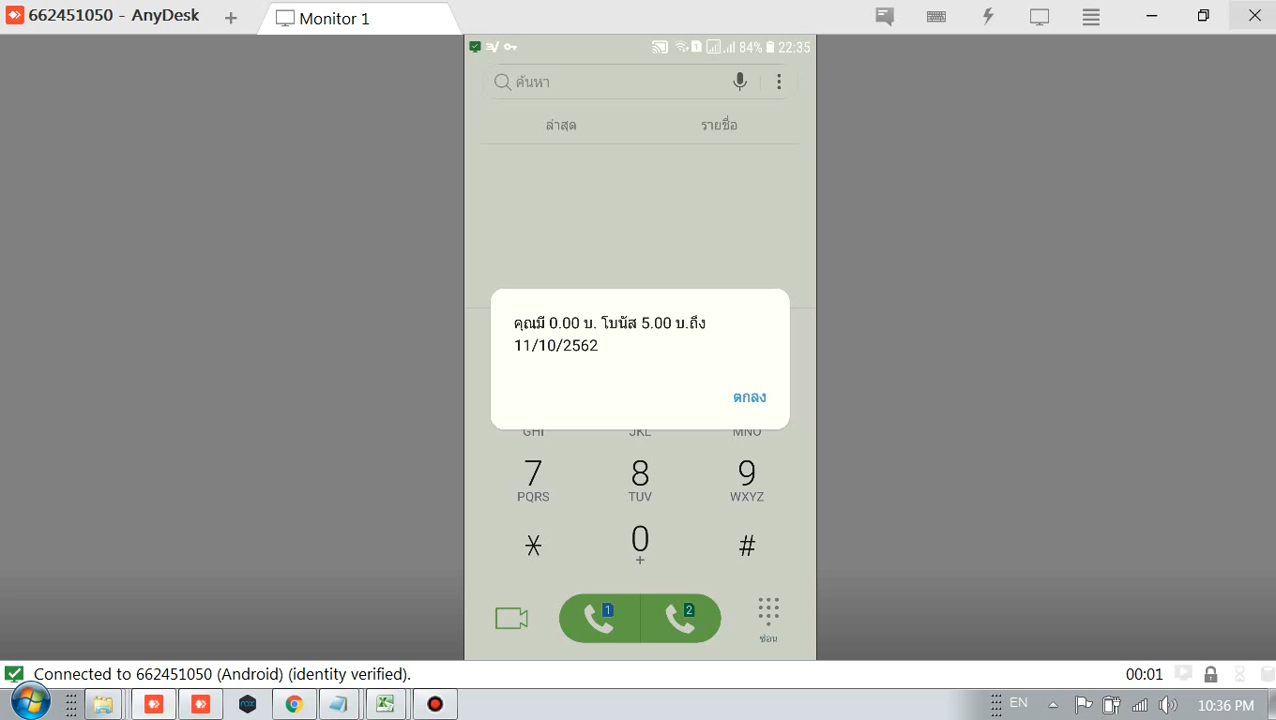 662451050 - AnyDesk
Monitor 1
84% 22:35
ค้นหา
ล่าสุด รายชื่อ
คุณมี 0.00 บ. โบนัส 5.00 บ.ถึง
11/10/2562
ตกลง
GHI JKL MNO
7 8 9
PQRS TUV WXYZ
* 0 #
+
1 2
ซ่อน
Connected to 662451050 (Android) (identity verified). 00:01
EN 10:36 PM